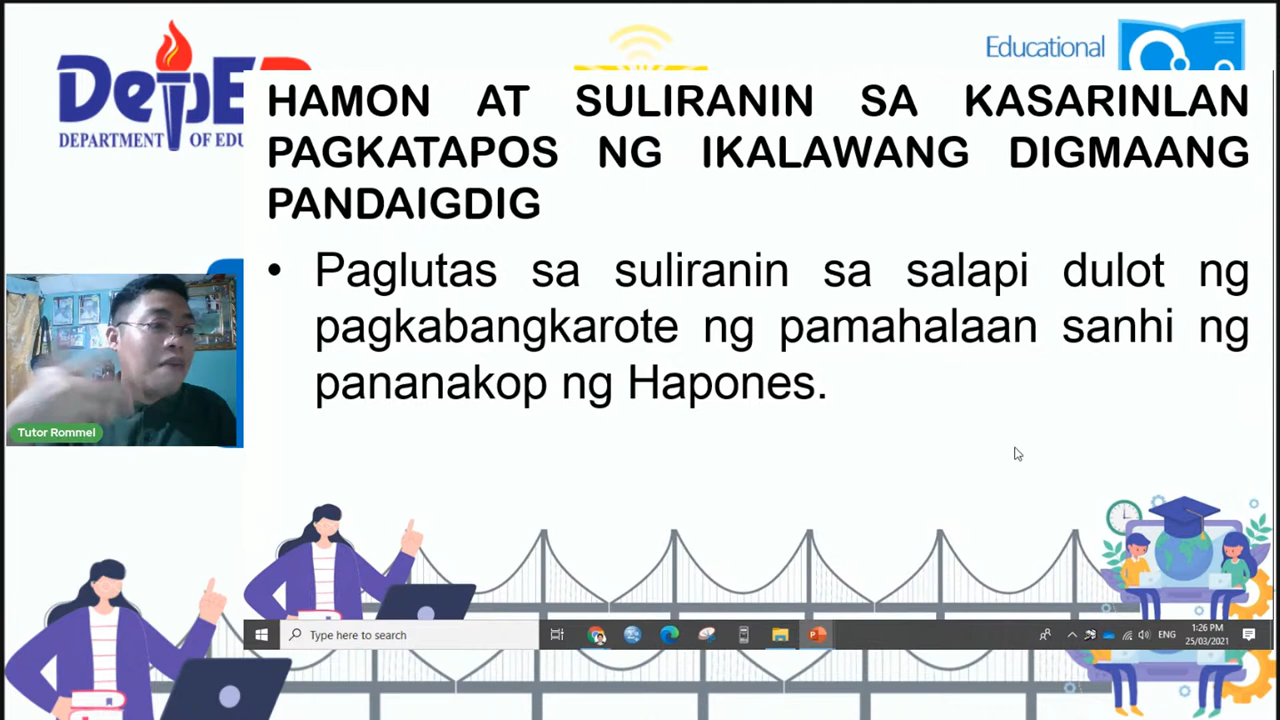 DepE
DEPARTMENT OF EDU
Educational
HAMON AT SULIRANIN SA KASARINLAN
PAGKATAPOS NG IKALAWANG DIGMAANG
PANDAIGDIG
• Paglutas sa suliranin sa salapi dulot ng
pagkabangkarote ng pamahalaan sanhi ng
pananakop ng Hapones.
Tutor Rommel
Type here to search
ENG
1:26 PM
25/03/2021